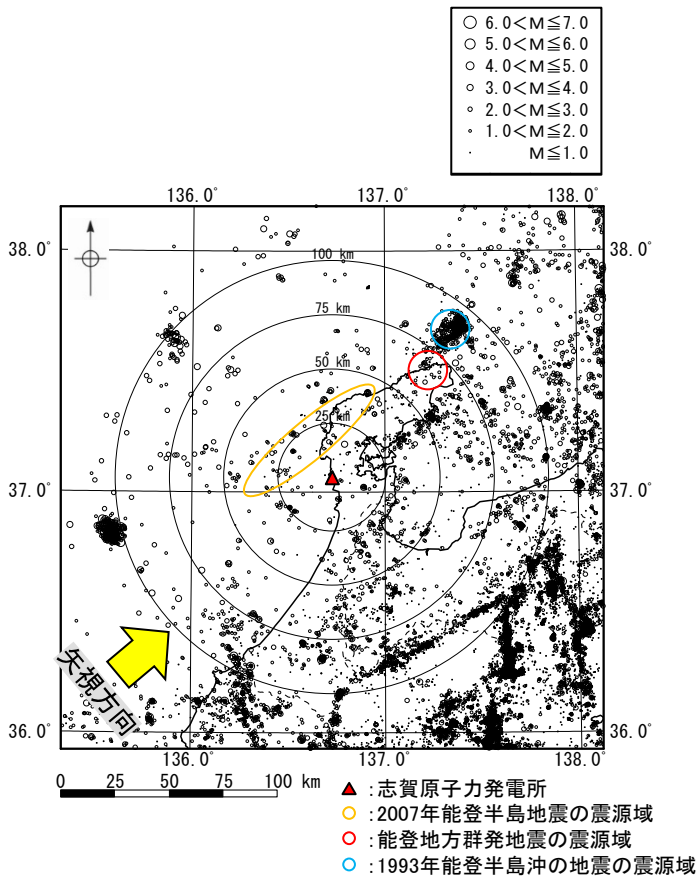 6.0<M≦7.0
5.0<M≦6.0
4.0<M≦5.0
3.0<M≦4.0
2.0<M≦3.0
1.0<M≦2.0
M≦1.0
136.0° 137.0° 138.0°
38.0° 38.0°
100 km
75 km
50 km
25 km
37.0° 37.0°
矢視方向
36.0° 36.0°
136.0° 137.0° 138.0°
0 25 50 75 100 km
:志賀原子力発電所
:2007年能登半島地震の震源域
:能登地方群発地震の震源域
:1993年能登半島沖の地震の震源域